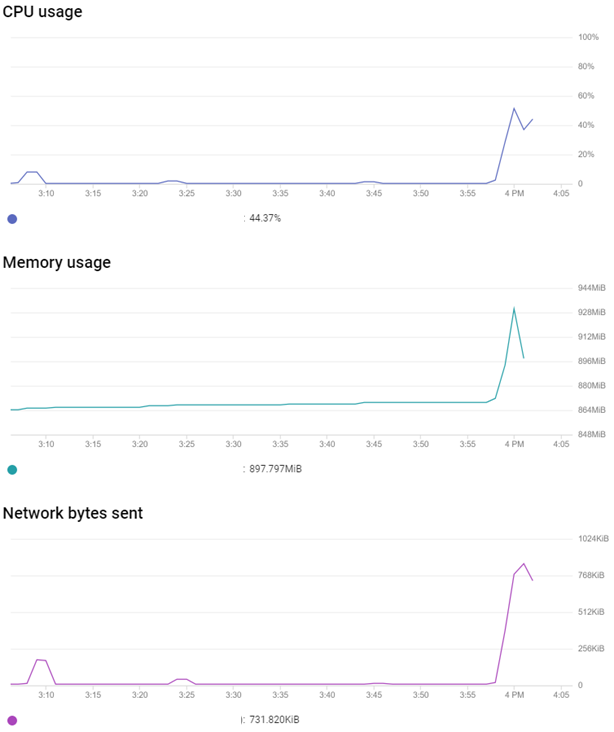 CPU usage
100%
80%
60%
40%
20%
0
3:10 3:15 3:20 3:25 3:30 3:35 3:40 3:45 3:50 3:55 4 PM 4:05
: 44.37%
Memory usage
944MiB
928MiB
912MiB
896MiB
880MiB
864MiB
848MiB
3:10 3:15 3:20 3:25 3:30 3:35 3:40 3:45 3:50 3:55 4 PM 4:05
: 897.797MiB
Network bytes sent
1024KiB
768KiB
512KiB
256KiB
0
3:10 3:15 3:20 3:25 3:30 3:35 3:40 3:45 3:50 3:55 4 PM 4:05
: 731.820KiB